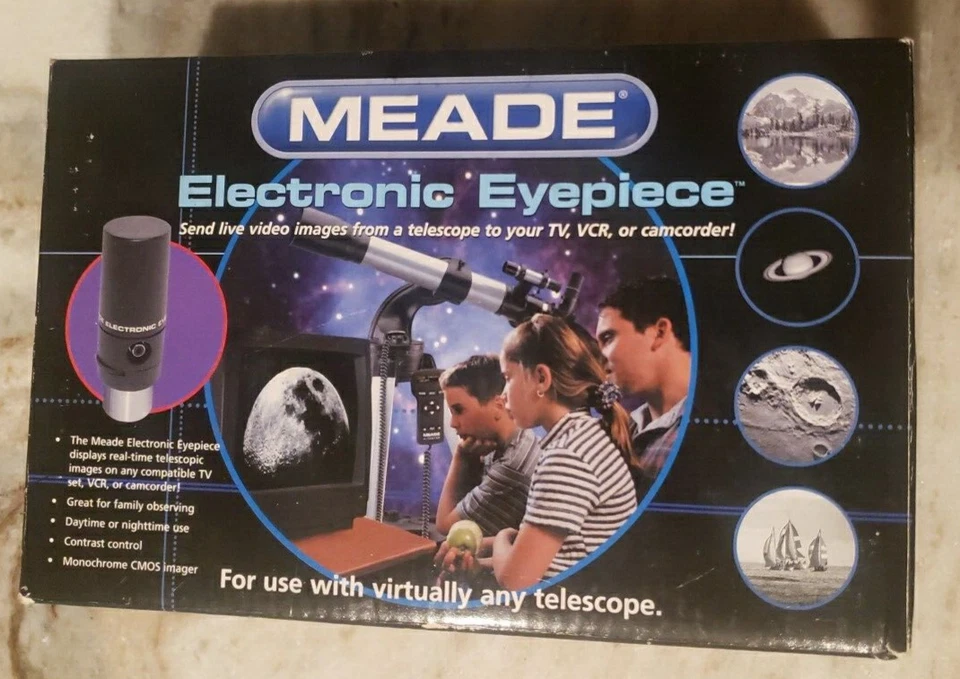 MEADE®
Electronic Eyepiece™
Send live video images from a telescope to your TV, VCR, or camcorder!
ELECTRONIC
• The Meade Electronic Eyepiece
displays real-time telescopic
images on any compatible TV
set, VCR, or camcorder!
• Great for family observing
• Daytime or nighttime use
• Contrast control
• Monochrome CMOS imager
MEADE
For use with virtually any telescope.